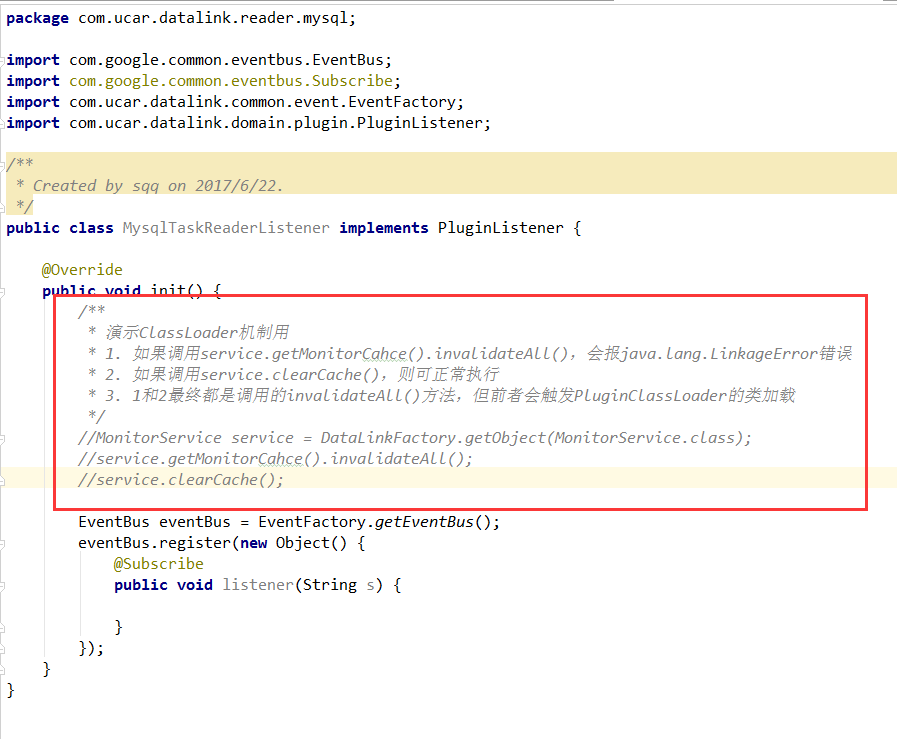 package com.ucar.datalink.reader.mysql;
import com.google.common.eventbus.EventBus;
import com.google.common.eventbus.Subscribe;
import com.ucar.datalink.common.event.EventFactory;
import com.ucar.datalink.domain.plugin.PluginListener;
/**
 * Created by sqq on 2017/6/22.
 */
public class MysqlTaskReaderListener implements PluginListener {
    @Override
    public void init() {
        /**
         * 演示ClassLoader机制用
         * 1. 如果调用service.getMonitorCahce().invalidateAll()，会报java.lang.LinkageError错误
         * 2. 如果调用service.clearCache()，则可正常执行
         * 3. 1和2最终都是调用的invalidateAll()方法，但前者会触发PluginClassLoader的类加载
         */
        //MonitorService service = DataLinkFactory.getObject(MonitorService.class);
        //service.getMonitorCahce().invalidateAll();
        //service.clearCache();
        EventBus eventBus = EventFactory.getEventBus();
        eventBus.register(new Object() {
            @Subscribe
            public void listener(String s) {
            }
        });
    }
}